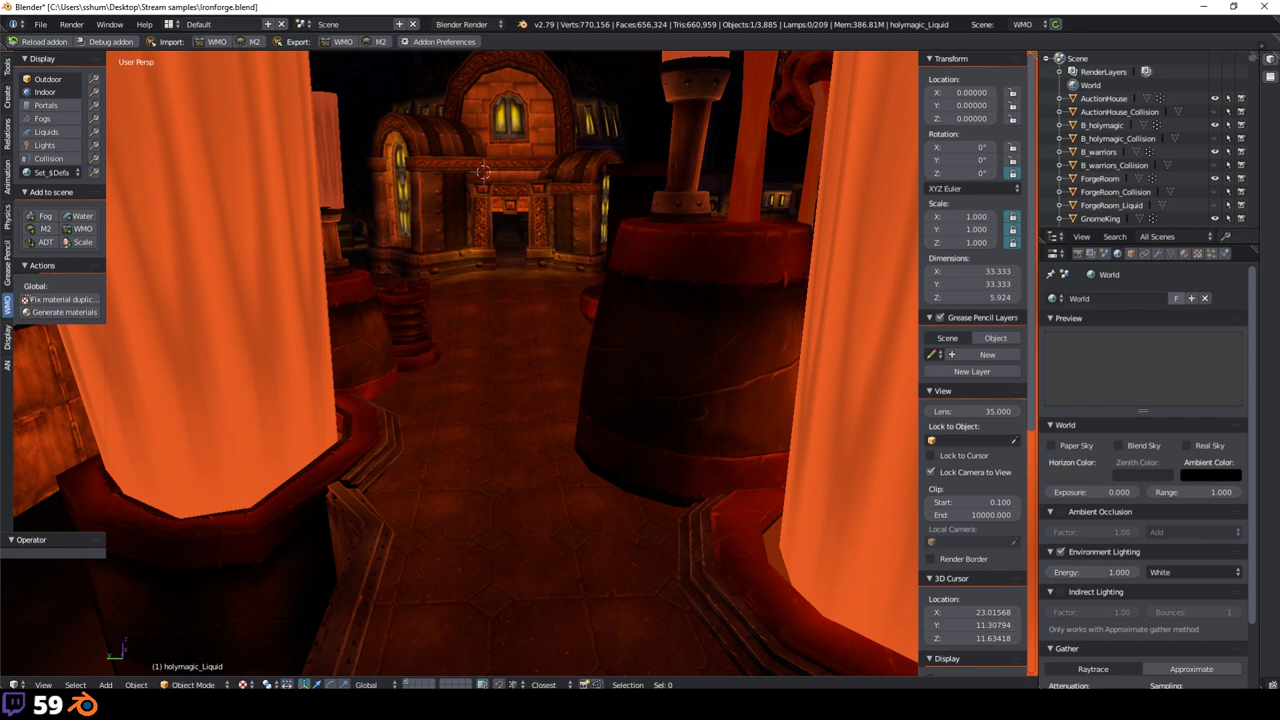 Blender* [C:\Users\sshum\Desktop\Stream samples\Ironforge.blend]
File Render Window Help Default Scene Blender Render v2.79 | Verts:770,156 | Faces:656,324 | Tris:660,959 | Objects:1/3,885 | Lamps:0/209 | Mem:386.81M | holymagic_Liquid Scene: WMO
Reload addon Debug addon Import: WMO M2 Export: WMO M2 Addon Preferences
Tools
Create
Relations
Animation
Physics
Grease Pencil
WMO
Display
AN
Display
Outdoor
Indoor
Portals
Fogs
Liquids
Lights
Collision
Set_$Defa
Add to scene
Fog Water
M2 WMO
ADT Scale
Actions
Global:
Fix material duplic...
Generate materials
Operator
User Persp
(1) holymagic_Liquid
Transform
Location:
X: 0.00000
Y: 0.00000
Z: 0.00000
Rotation:
X: 0°
Y: 0°
Z: 0°
XYZ Euler
Scale:
X: 1.000
Y: 1.000
Z: 1.000
Dimensions:
X: 33.333
Y: 33.333
Z: 5.924
Grease Pencil Layers
Scene Object
New
New Layer
View
Lens: 35.000
Lock to Object:
Lock to Cursor
Lock Camera to View
Clip:
Start: 0.100
End: 10000.000
Local Camera:
Render Border
3D Cursor
Location:
X: 23.01568
Y: 11.30794
Z: 11.63418
Display
Scene
RenderLayers
World
AuctionHouse
AuctionHouse_Collision
B_holymagic
B_holymagic_Collision
B_warriors
B_warriors_Collision
ForgeRoom
ForgeRoom_Collision
ForgeRoom_Liquid
GnomeKing
View Search All Scenes
World
World F
Preview
World
Paper Sky Blend Sky Real Sky
Horizon Color: Zenith Color: Ambient Color:
Exposure: 0.000 Range: 1.000
Ambient Occlusion
Factor: 1.00 Add
Environment Lighting
Energy: 1.000 White
Indirect Lighting
Factor: 1.00 Bounces: 1
Only works with Approximate gather method
Gather
Raytrace Approximate
Attenuation: Sampling:
View Select Add Object Object Mode Global Closest Selection Sel: 0
59